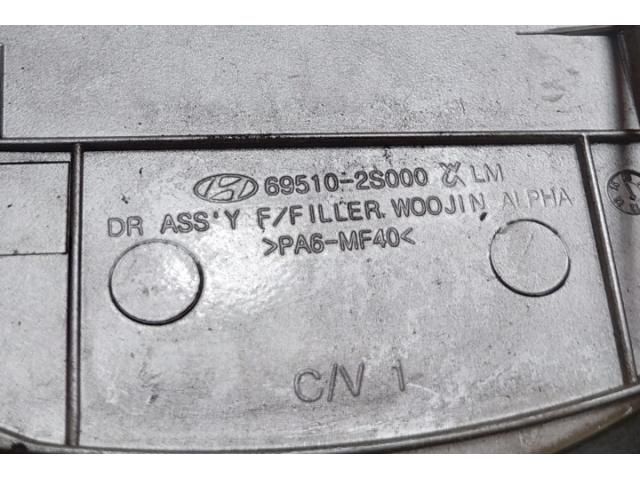 69510-2S000 LM
DR ASS'Y F/FILLER. WOOJIN ALPHA
>PA6-MF40<
C/V 1